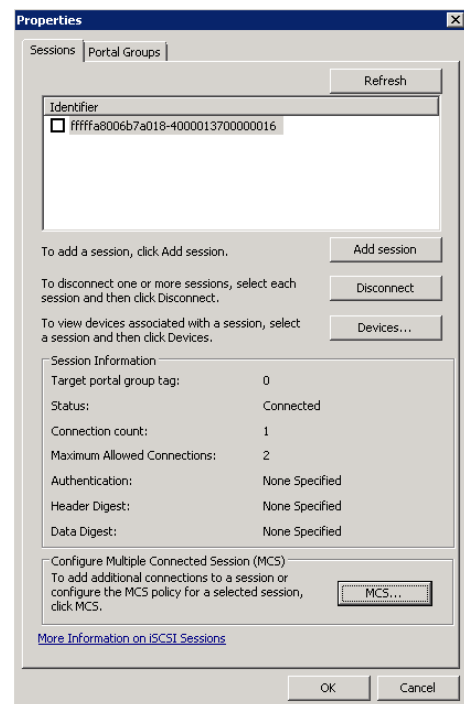 Properties
Sessions
Portal Groups
Refresh
Identifier
fffffa8006b7a018-4000013700000016
To add a session, click Add session.
Add session
To disconnect one or more sessions, select each
session and then click Disconnect.
Disconnect
To view devices associated with a session, select
a session and then click Devices.
Devices...
Session Information
Target portal group tag: 0
Status: Connected
Connection count: 1
Maximum Allowed Connections: 2
Authentication: None Specified
Header Digest: None Specified
Data Digest: None Specified
Configure Multiple Connected Session (MCS)
To add additional connections to a session or
configure the MCS policy for a selected session,
click MCS.
MCS...
More Information on iSCSI Sessions
OK
Cancel